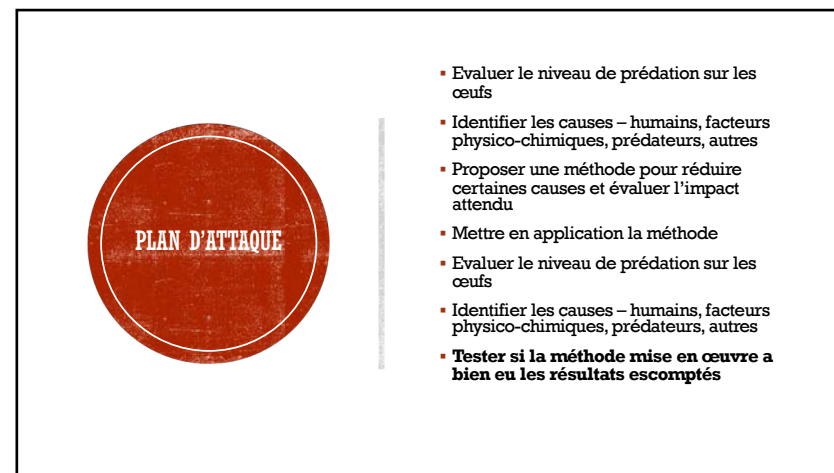 PLAN D'ATTAQUE
▪ Evaluer le niveau de prédation sur les
œufs
▪ Identifier les causes – humains, facteurs
physico-chimiques, prédateurs, autres
▪ Proposer une méthode pour réduire
certaines causes et évaluer l'impact
attendu
▪ Mettre en application la méthode
▪ Evaluer le niveau de prédation sur les
œufs
▪ Identifier les causes – humains, facteurs
physico-chimiques, prédateurs, autres
▪ Tester si la méthode mise en œuvre a
bien eu les résultats escomptés